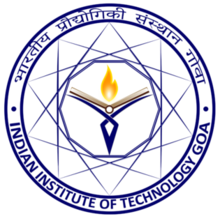 भारतीय प्रौद्योगिकी संस्थान गोवा
INDIAN INSTITUTE OF TECHNOLOGY GOA